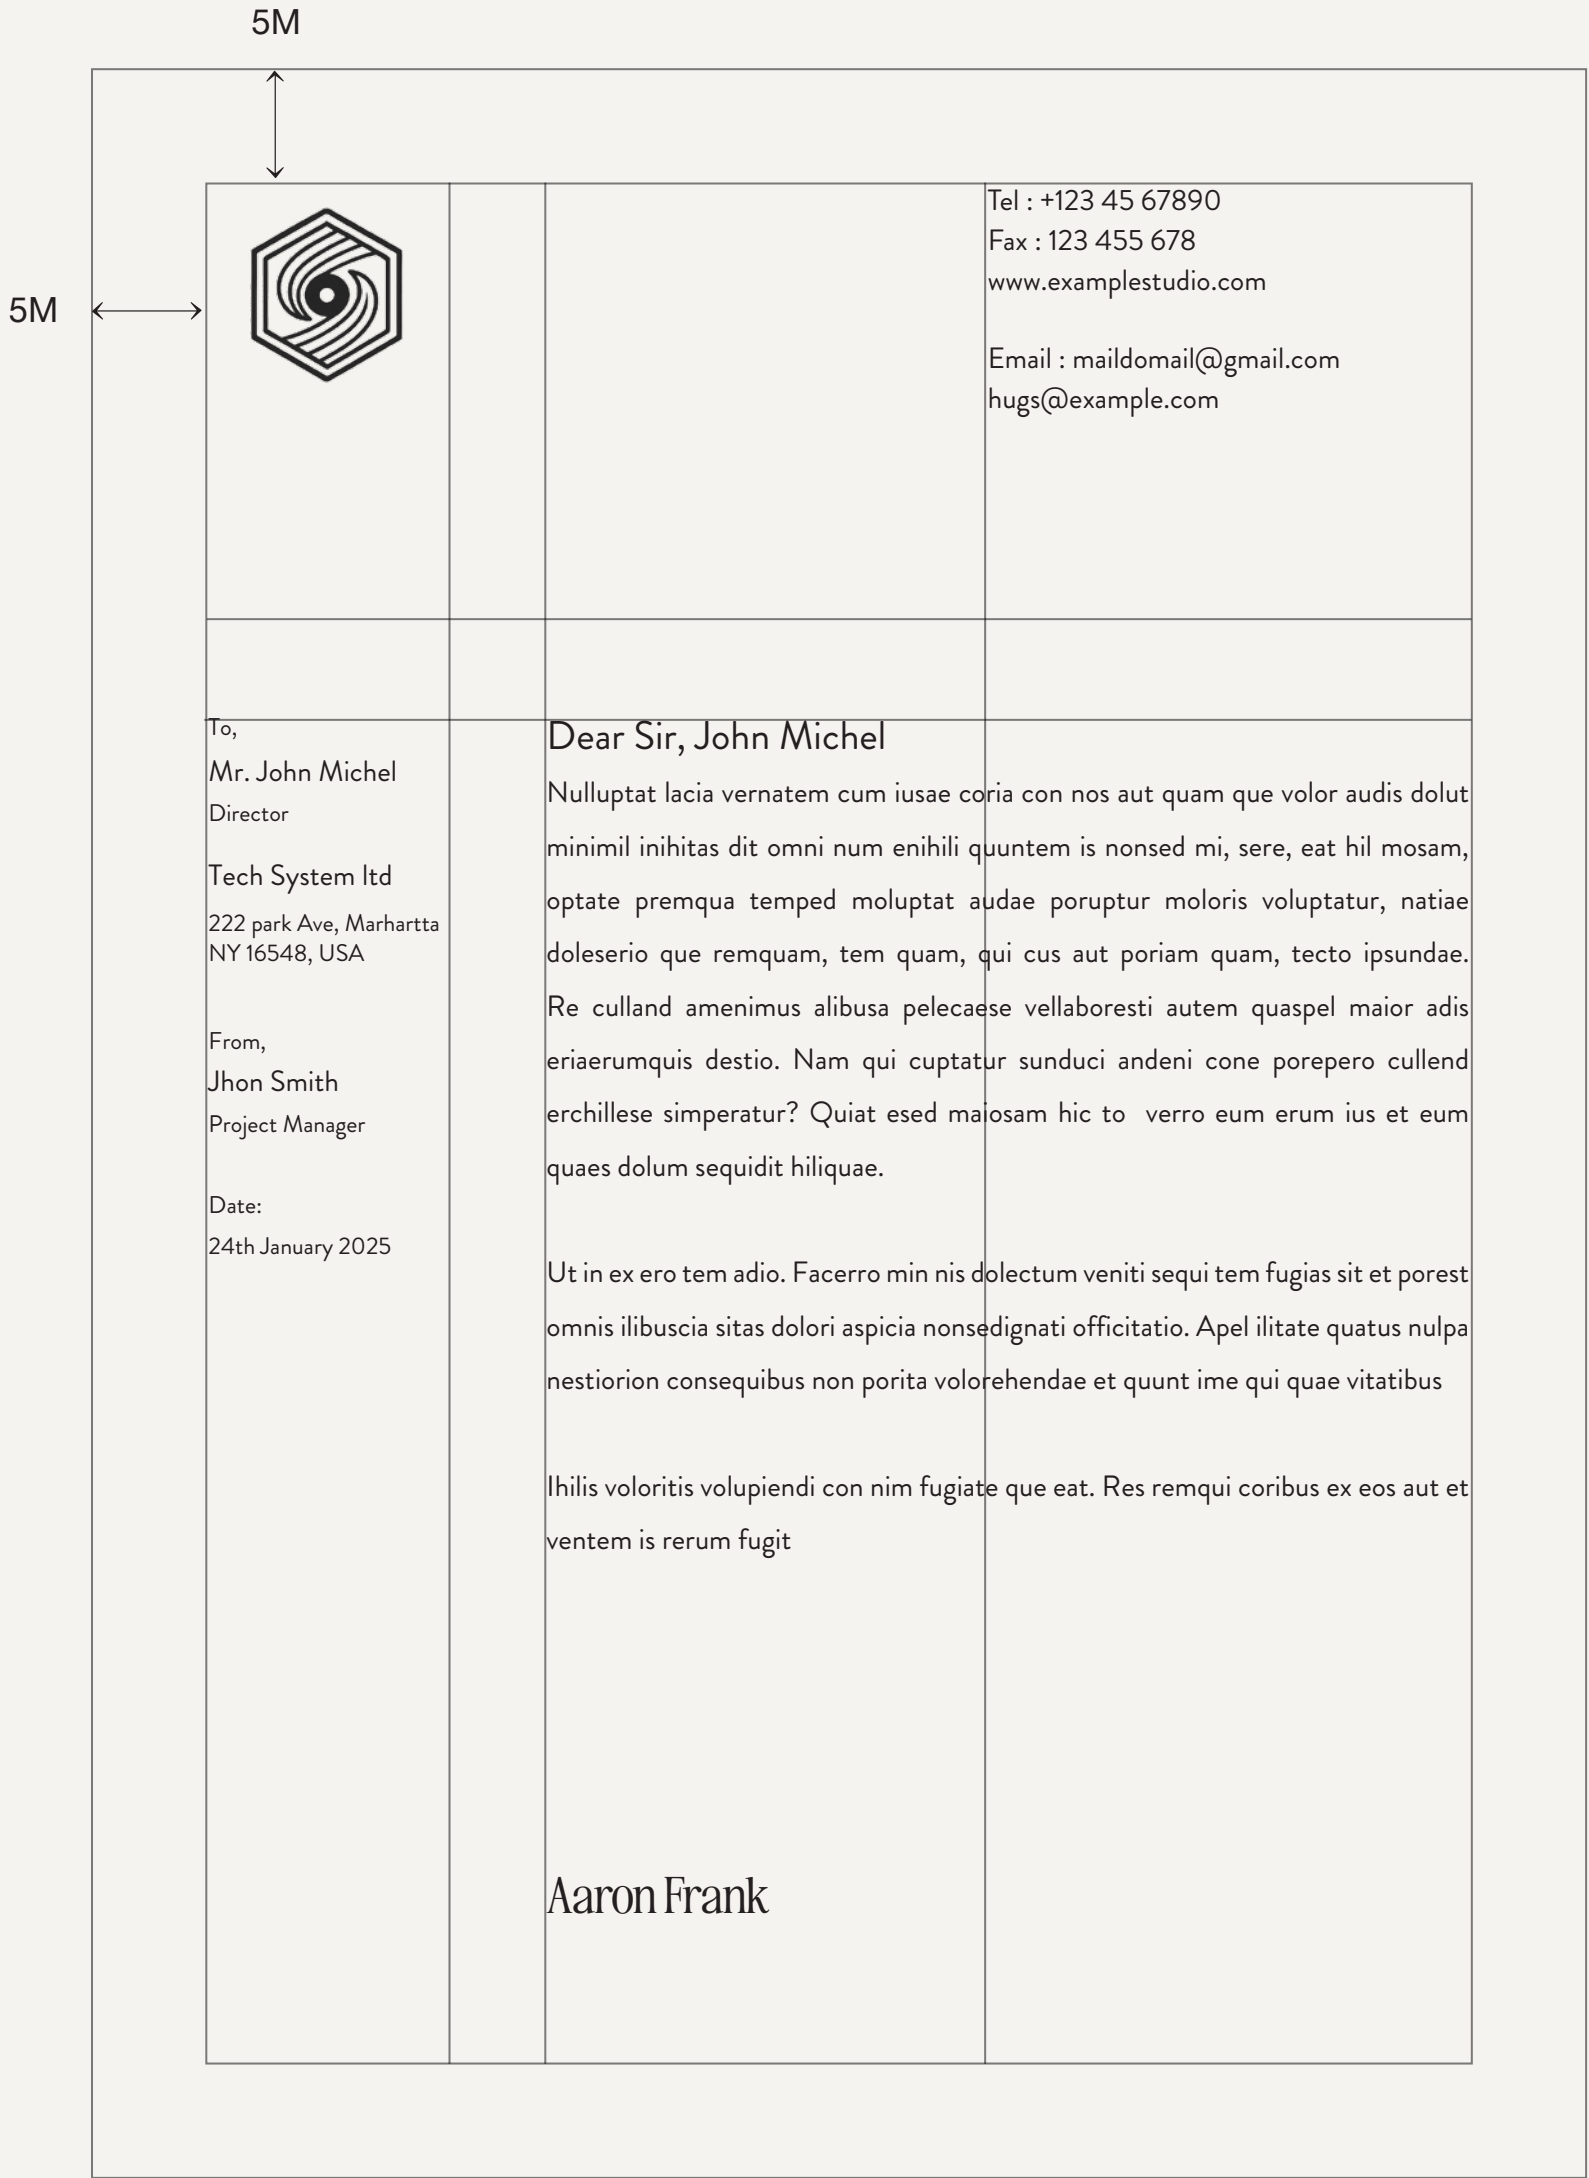 5M
5M
Tel : +123 45 67890
Fax : 123 455 678
www.examplestudio.com
Email : maildomail@gmail.com
hugs@example.com
To,
Mr. John Michel
Director
Tech System ltd
222 park Ave, Marhartta
NY 16548, USA
From,
Jhon Smith
Project Manager
Date:
24th January 2025
Dear Sir, John Michel
Nulluptat lacia vernatem cum iusae coria con nos aut quam que volor audis dolut
minimil inihitas dit omni num enihili quuntem is nonsed mi, sere, eat hil mosam,
optate premqua temped moluptat audae poruptur moloris voluptatur, natiae
doleserio que remquam, tem quam, qui cus aut poriam quam, tecto ipsundae.
Re culland amenimus alibusa pelecaese vellaboresti autem quaspel maior adis
eriaerumquis destio. Nam qui cuptatur sunduci andeni cone porepero cullend
erchillese simperatur? Quiat esed maiosam hic to verro eum erum ius et eum
quaes dolum sequidit hiliquae.
Ut in ex ero tem adio. Facerro min nis dolectum veniti sequi tem fugias sit et porest
omnis ilibuscia sitas dolori aspicia nonsedignati officitatio. Apel ilitate quatus nulpa
nestiorion consequibus non porita volorehendae et quunt ime qui quae vitatibus
Ihilis voloritis volupiendi con nim fugiate que eat. Res remqui coribus ex eos aut et
ventem is rerum fugit
Aaron Frank